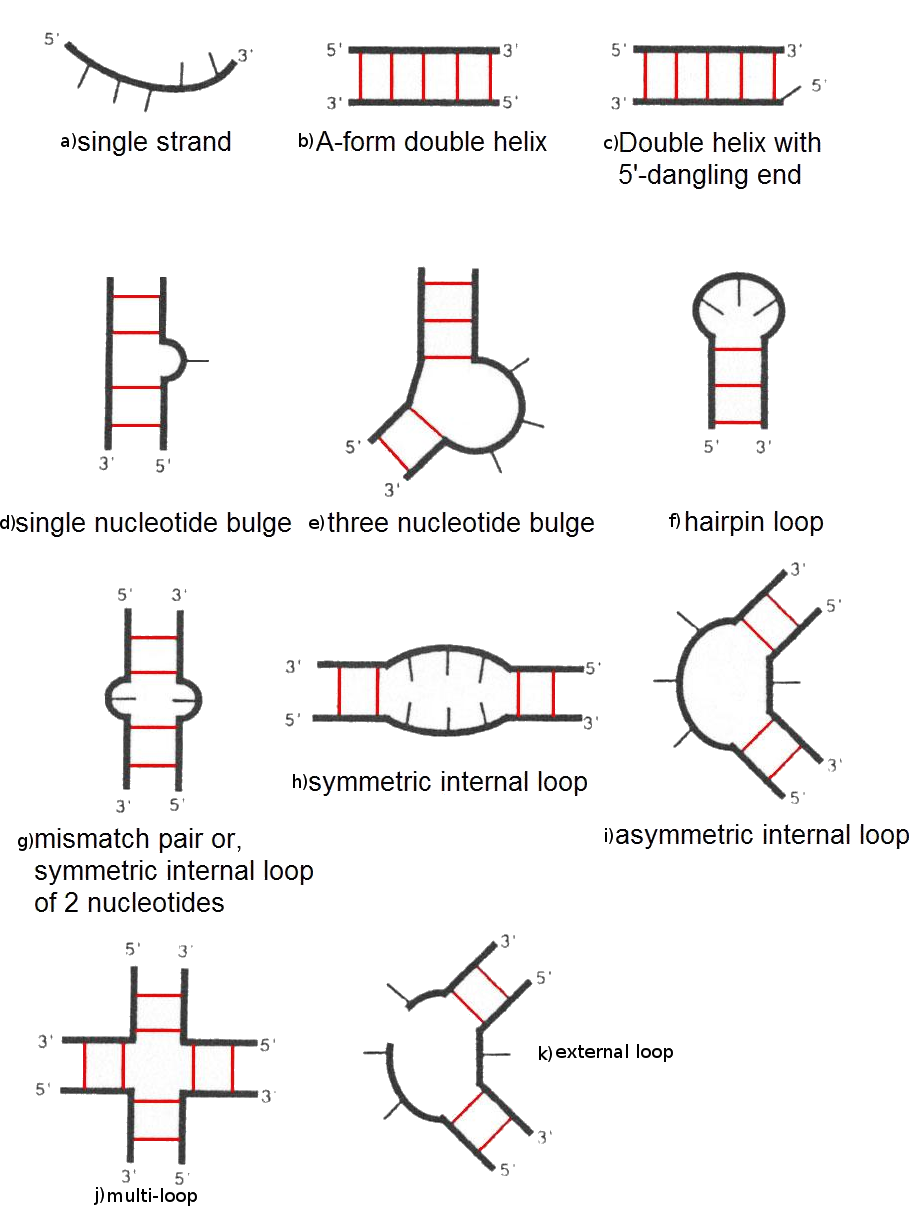 5' 3' 5' 3' 5' 3'
3' 5' 3' 5'
a)single strand b)A-form double helix c)Double helix with
5'-dangling end
3' 5' 5' 3' 5' 3'
d)single nucleotide bulge e)three nucleotide bulge f)hairpin loop
5' 3' 3' 5' 3' 5'
3' 5' 5' 3' 3' 5'
h)symmetric internal loop
g)mismatch pair or, i)asymmetric internal loop
symmetric internal loop
of 2 nucleotides
5' 3' 3' 5'
3' 5' k)external loop
5' 3'
3' 5' 3' 5'
j)multi-loop